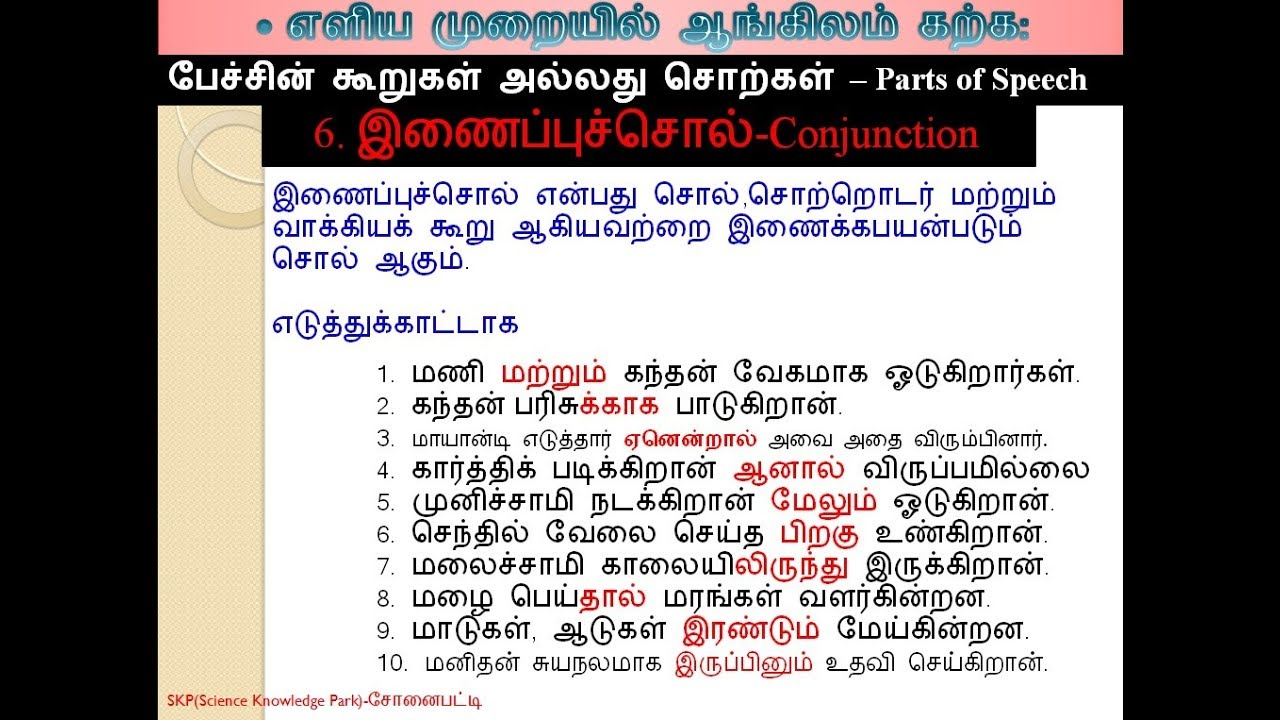 • எளிய முறையில் ஆங்கிலம் கற்க:
பேச்சின் கூறுகள் அல்லது சொற்கள் – Parts of Speech
6. இணைப்புச்சொல்-Conjunction
இணைப்புச்சொல் என்பது சொல்,சொற்றொடர் மற்றும்
வாக்கியக் கூறு ஆகியவற்றை இணைக்கபயன்படும்
சொல் ஆகும்.
எடுத்துக்காட்டாக
1. மணி மற்றும் கந்தன் வேகமாக ஓடுகிறார்கள்.
2. கந்தன் பரிசுக்காக பாடுகிறான்.
3. மாயாண்டி எடுத்தார் ஏனென்றால் அவை அதை விரும்பினார்.
4. கார்த்திக் படிக்கிறான் ஆனால் விருப்பமில்லை
5. முனிச்சாமி நடக்கிறான் மேலும் ஓடுகிறான்.
6. செந்தில் வேலை செய்த பிறகு உண்கிறான்.
7. மலைச்சாமி காலையிலிருந்து இருக்கிறான்.
8. மழை பெய்தால் மரங்கள் வளர்கின்றன.
9. மாடுகள், ஆடுகள் இரண்டும் மேய்கின்றன.
10. மனிதன் சுயநலமாக இருப்பினும் உதவி செய்கிறான்.
SKP(Science Knowledge Park)-சோனைபட்டி